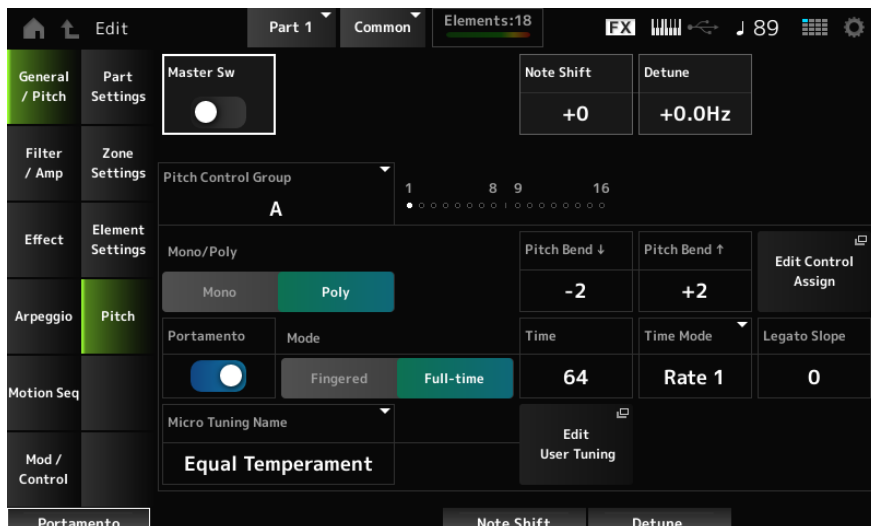 Edit
Part 1
Common
Elements:18
FX
89
General
/ Pitch
Part
Settings
Master Sw
Note Shift
+0
Detune
+0.0Hz
Filter
/ Amp
Zone
Settings
Pitch Control Group
A
1 8 9 16
Effect
Element
Settings
Mono/Poly
Mono
Poly
Pitch Bend ↓
-2
Pitch Bend ↑
+2
Edit Control
Assign
Arpeggio
Pitch
Portamento
Mode
Fingered
Full-time
Time
64
Time Mode
Rate 1
Legato Slope
0
Motion Seq
Micro Tuning Name
Equal Temperament
Edit
User Tuning
Mod /
Control
Portamento
Note Shift
Detune